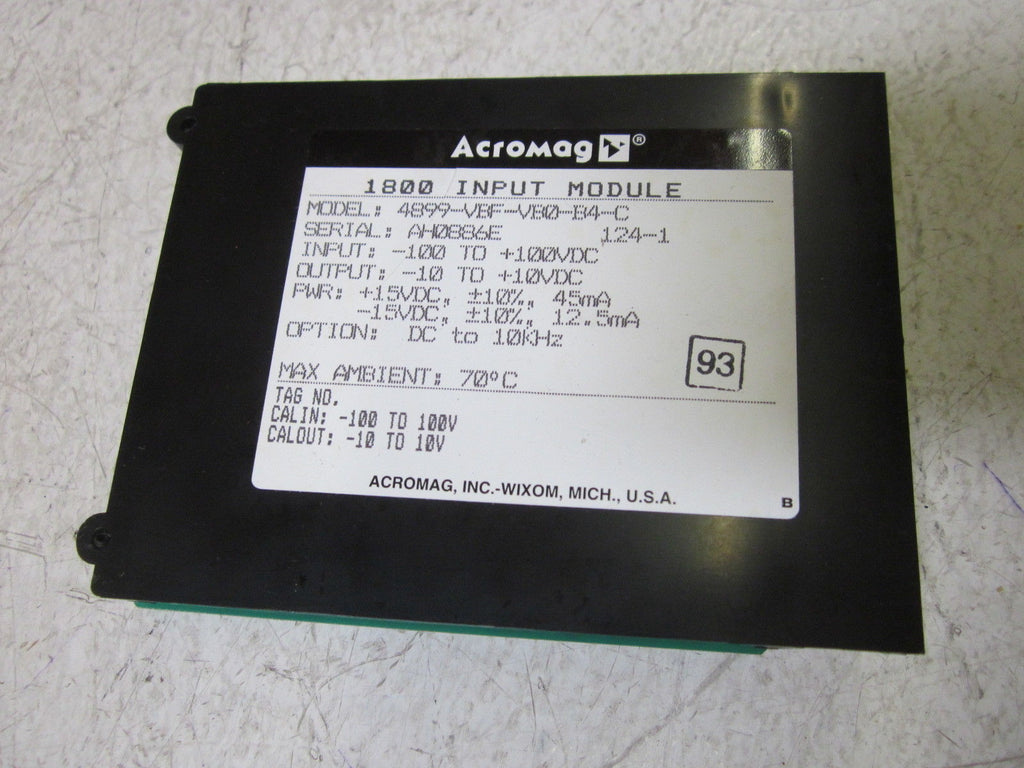 Acromag ®
1800 INPUT MODULE
MODEL: 4899-VBF-VB0-B4-C
SERIAL: AH0886E 124-1
INPUT: -100 TO +100VDC
OUTPUT: -10 TO +10VDC
PWR: +15VDC, ±10%, 45mA
-15VDC, ±10%, 12.5mA
OPTION: DC to 10KHz
93
MAX AMBIENT: 70°C
TAG NO.
CALIN: -100 TO 100V
CALOUT: -10 TO 10V
ACROMAG, INC.-WIXOM, MICH., U.S.A.
B